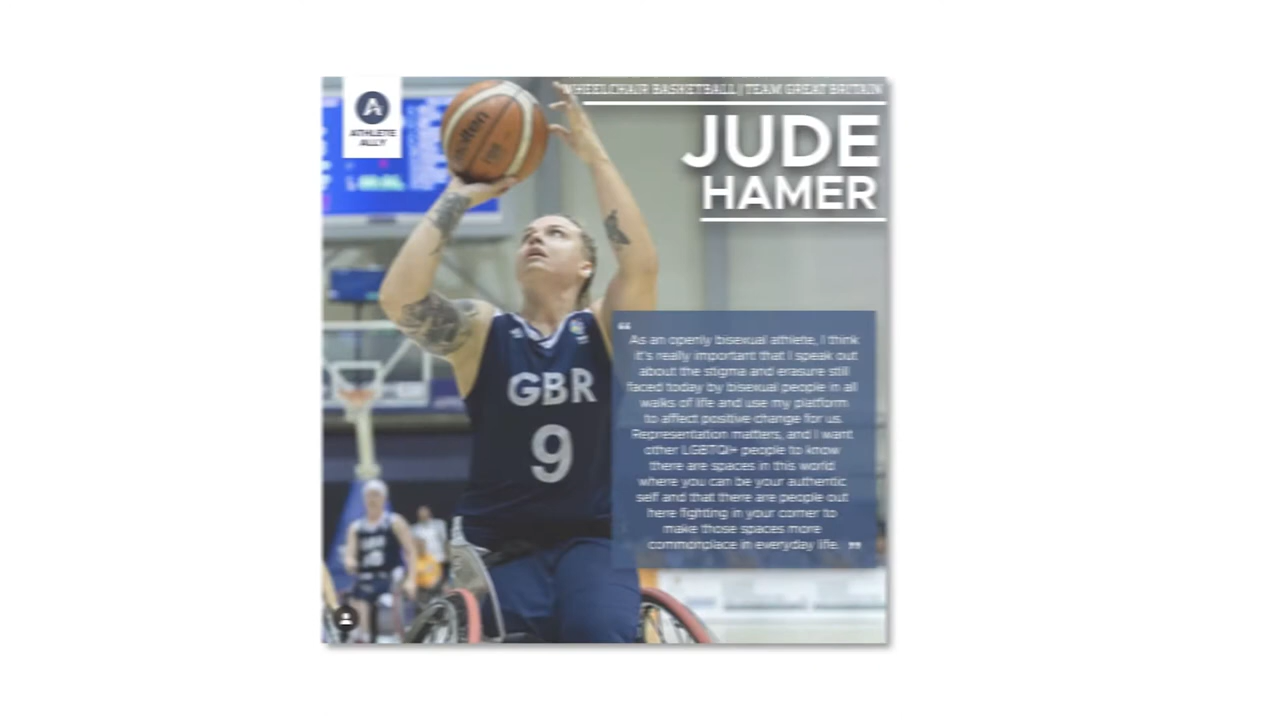 WHEELCHAIR BASKETBALL | TEAM GREAT BRITAIN
JUDE
HAMER
ATHLETE
ALLY
molten
GBR
9
“
As an openly bisexual athlete, I think
it's really important that I speak out
about the stigma and erasure still
faced today by bisexual people in all
walks of life and use my platform
to affect positive change for us.
Representation matters, and I want
other LGBTQI+ people to know
there are spaces in this world
where you can be your authentic
self and that there are people out
here fighting in your corner to
make those spaces more
commonplace in everyday life. ”